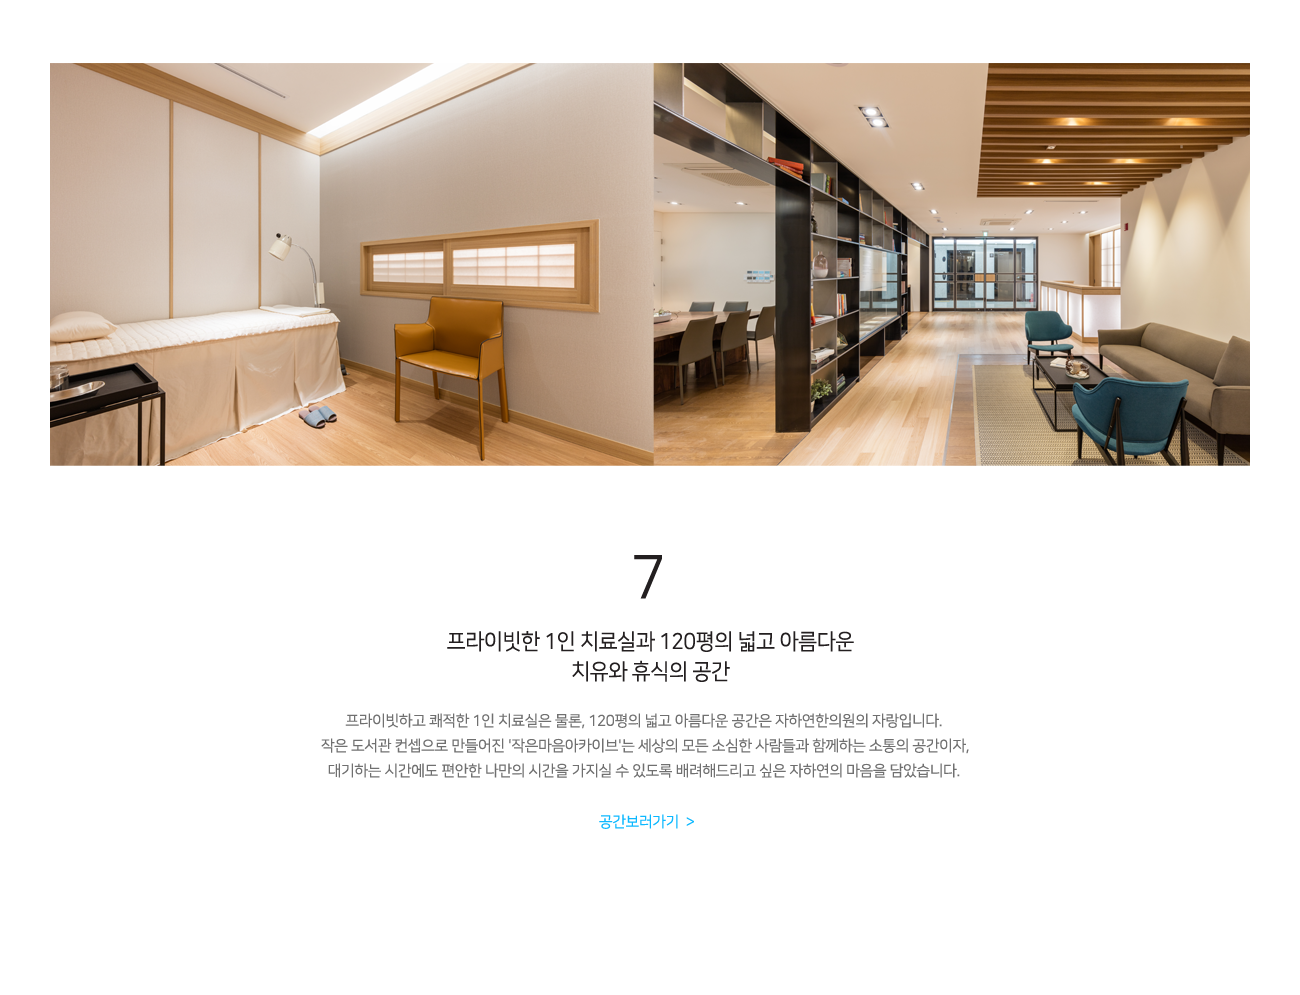 7
프라이빗한 1인 치료실과 120평의 넓고 아름다운
치유와 휴식의 공간
프라이빗하고 쾌적한 1인 치료실은 물론, 120평의 넓고 아름다운 공간은 자하연한의원의 자랑입니다.
작은 도서관 컨셉으로 만들어진 '작은마음아카이브'는 세상의 모든 소심한 사람들과 함께하는 소통의 공간이자,
대기하는 시간에도 편안한 나만의 시간을 가지실 수 있도록 배려해드리고 싶은 자하연의 마음을 담았습니다.
공간보러가기 >